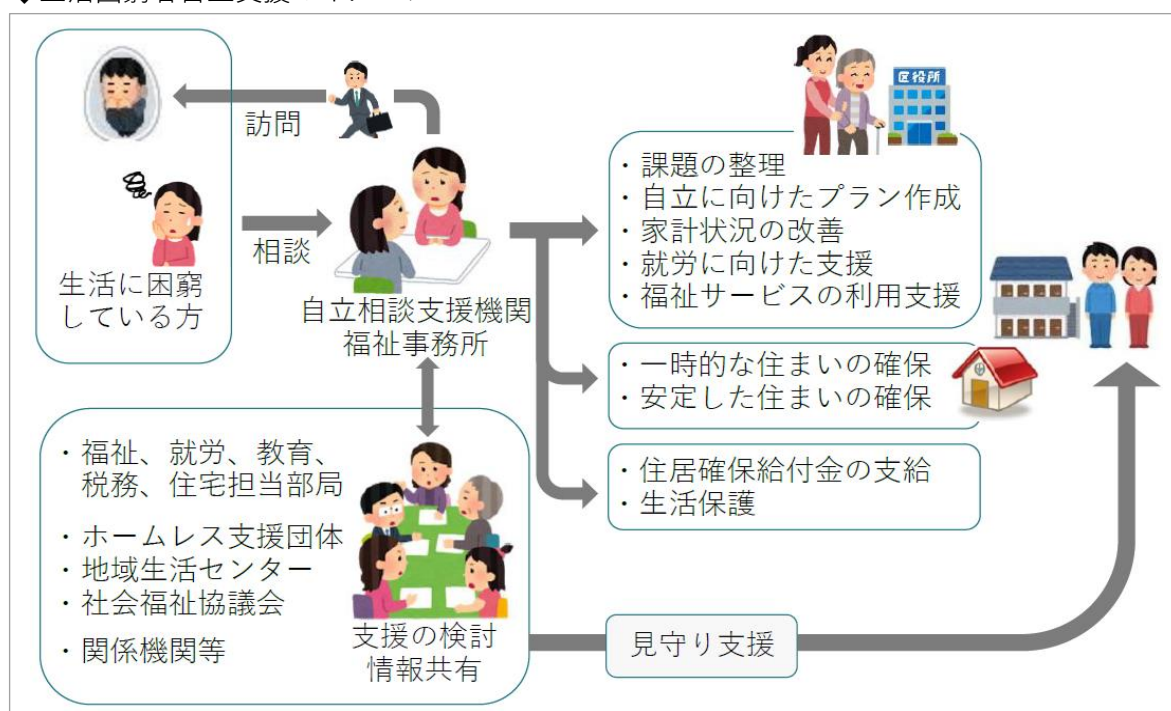 訪問
相談
生活に困窮
している方
自立相談支援機関
福祉事務所
区役所
・課題の整理
・自立に向けたプラン作成
・家計状況の改善
・就労に向けた支援
・福祉サービスの利用支援
・一時的な住まいの確保
・安定した住まいの確保
・住居確保給付金の支給
・生活保護
・福祉、就労、教育、
税務、住宅担当部局
・ホームレス支援団体
・地域生活センター
・社会福祉協議会
・関係機関等
支援の検討
情報共有
見守り支援